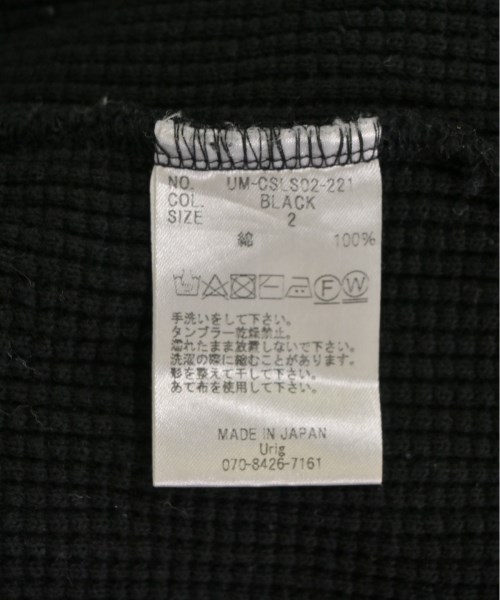 NO. UM-CSLS02-221
COL. BLACK
SIZE 2
綿 100%
F W
手洗いをして下さい。
タンブラー乾燥禁止。
濡れたまま放置しないで下さい。
洗濯の際に縮むことがあります。
形を整えて干して下さい。
あて布を使用して下さい。
MADE IN JAPAN
Urig
070-8426-7161